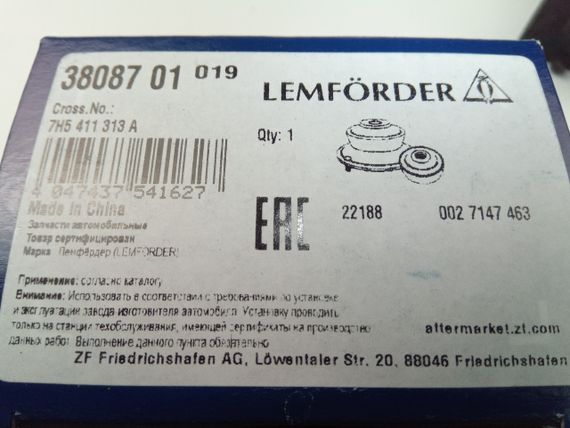 38087 01 019
LEMFÖRDER
Cross.No.:
7H5 411 313 A
Qty: 1
4 047437 541627
Made in China
EAC
22188
002 7147 463
Запчасти автомобильные
Товар сертифицирован
Марка Лемфёрдер (LEMFÖRDER)
Применение: согласно каталогу
Внимание: Использовать в соответствии с требованиями по установке
и эксплуатации завода изготовителя автомобиля. Установку проводить
только на станции техобслуживания, имеющей сертификаты на производство
данных работ. Выполнение данного пункта обязательно
aftermarket.zf.com
ZF Friedrichshafen AG, Löwentaler Str. 20, 88046 Friedrichshafen